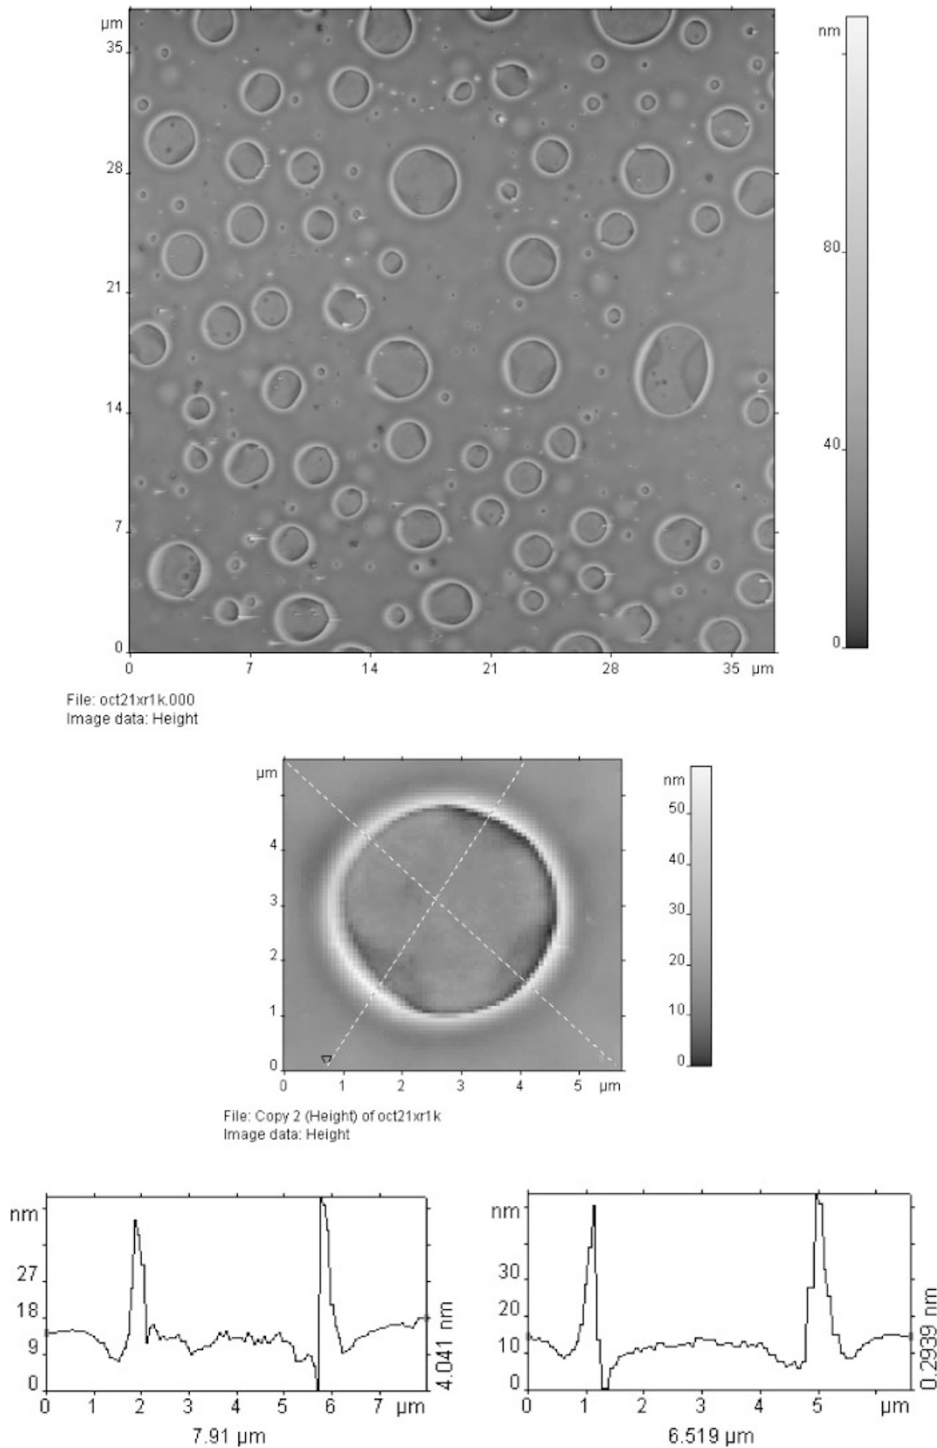 µm
35
28
21
14
7
0
0 7 14 21 28 35 µm
nm
80
40
0
File: oct21xr1k.000
Image data: Height
µm
4
3
2
1
0
0 1 2 3 4 5 µm
nm
50
40
30
20
10
0
File: Copy 2 (Height) of oct21xr1k
Image data: Height
nm
27
18
9
0
0 1 2 3 4 5 6 7 µm
7.91 µm
4.041 nm
nm
30
20
10
0
0 1 2 3 4 5 µm
6.519 µm
0.2939 nm